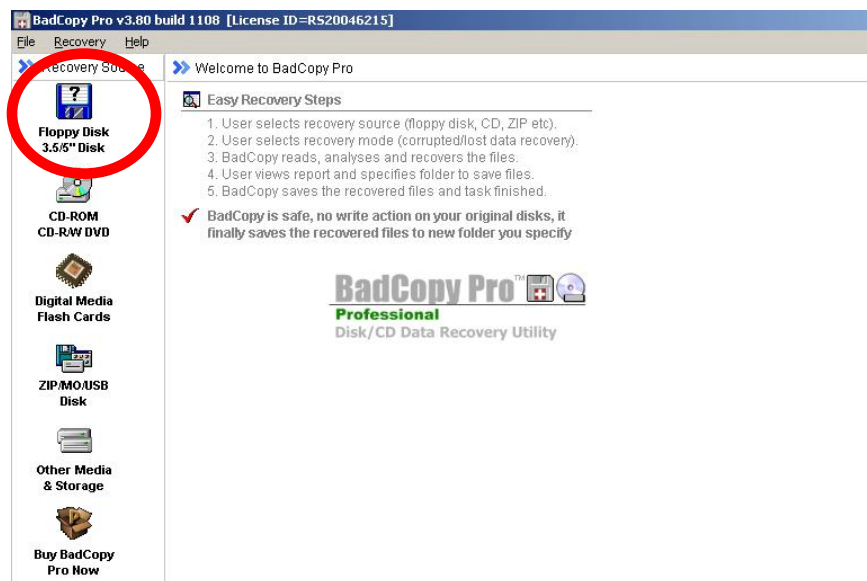 BadCopy Pro v3.80 build 1108 [License ID=RS20046215]
File Recovery Help
Recovery Source
Welcome to BadCopy Pro
Floppy Disk
3.5/5" Disk
CD-ROM
CD-R/W DVD
Digital Media
Flash Cards
ZIP/MO/USB
Disk
Other Media
& Storage
Buy BadCopy
Pro Now
Easy Recovery Steps
1. User selects recovery source (floppy disk, CD, ZIP etc).
2. User selects recovery mode (corrupted/lost data recovery).
3. BadCopy reads, analyses and recovers the files.
4. User views report and specifies folder to save files.
5. BadCopy saves the recovered files and task finished.
BadCopy is safe, no write action on your original disks, it
finally saves the recovered files to new folder you specify
BadCopy Pro™
Professional
Disk/CD Data Recovery Utility